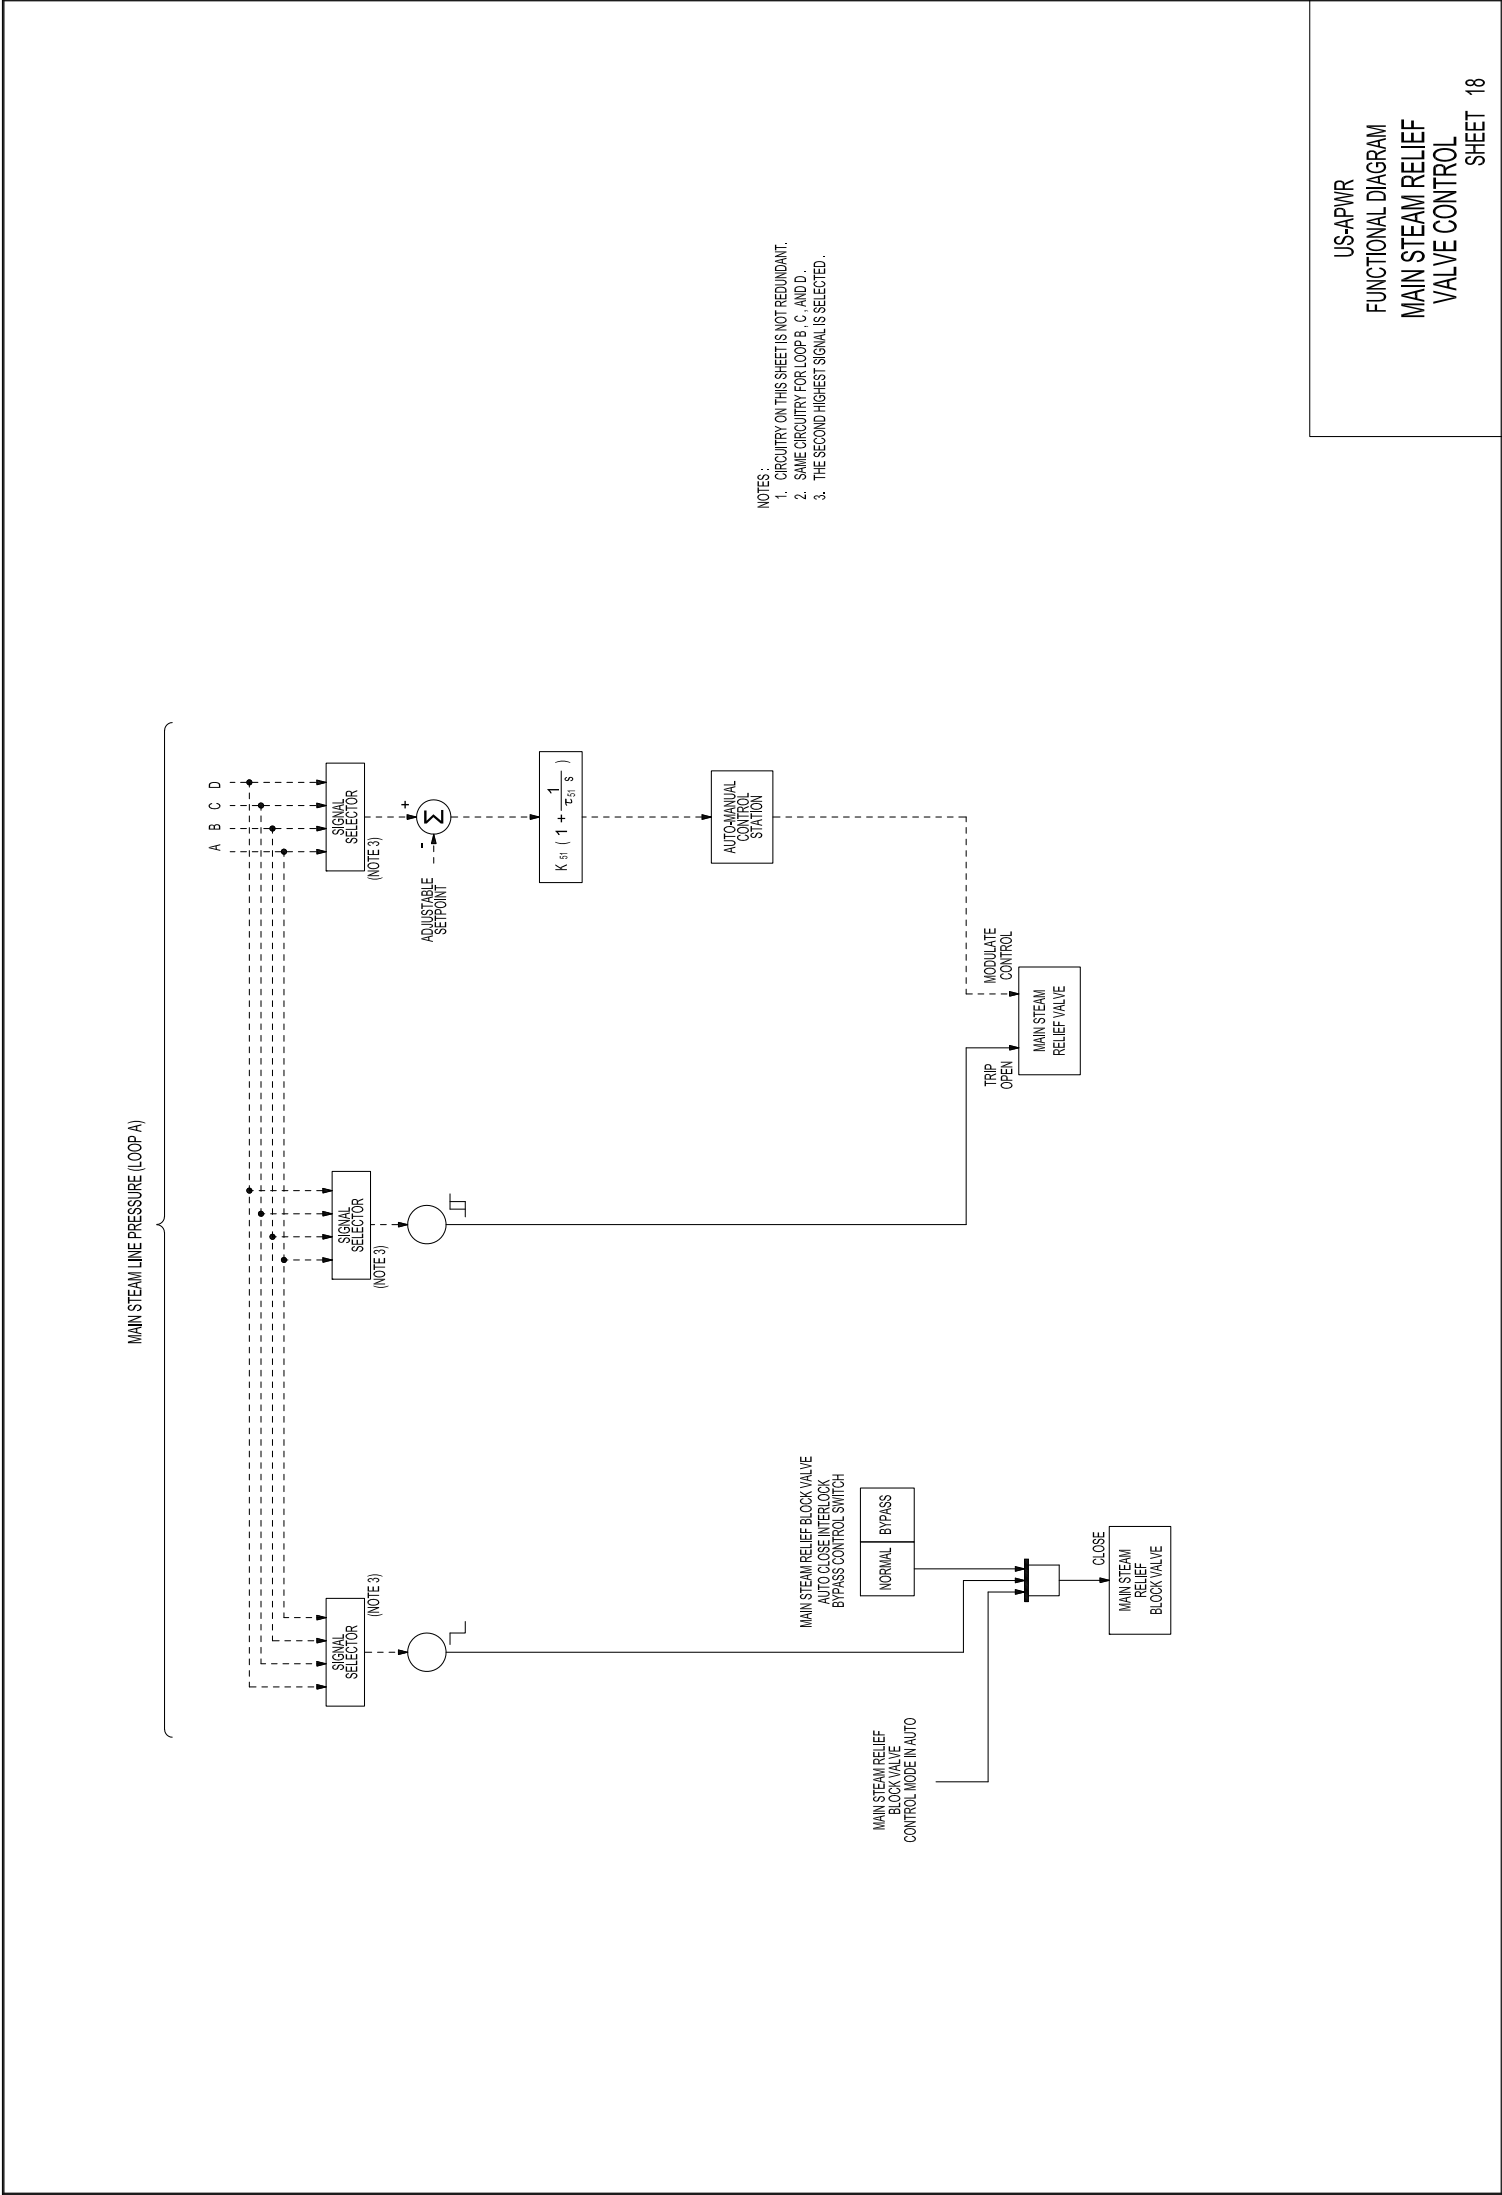 MAIN STEAM LINE PRESSURE (LOOP A)
A B C D
SIGNAL
SELECTOR
(NOTE 3)
SIGNAL
SELECTOR
(NOTE 3)
SIGNAL
SELECTOR
(NOTE 3)
ADJUSTABLE
SETPOINT
- +
Σ
K 51 ( 1 + 1 / τ51 s )
AUTO-MANUAL
CONTROL
STATION
MAIN STEAM RELIEF
BLOCK VALVE
CONTROL MODE IN AUTO
MAIN STEAM RELIEF BLOCK VALVE
AUTO CLOSE INTERLOCK
BYPASS CONTROL SWITCH
NORMAL BYPASS
CLOSE
MAIN STEAM
RELIEF
BLOCK VALVE
TRIP
OPEN
MODULATE
CONTROL
MAIN STEAM
RELIEF VALVE
NOTES :
1. CIRCUITRY ON THIS SHEET IS NOT REDUNDANT.
2. SAME CIRCUITRY FOR LOOP B , C , AND D .
3. THE SECOND HIGHEST SIGNAL IS SELECTED .
US-APWR
FUNCTIONAL DIAGRAM
MAIN STEAM RELIEF
VALVE CONTROL
SHEET 18